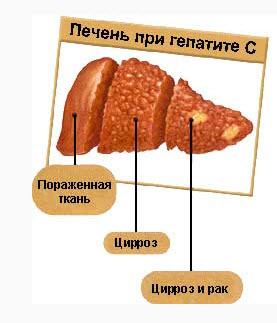 Печень при гепатите С
Пораженная
ткань
Цирроз
Цирроз и рак